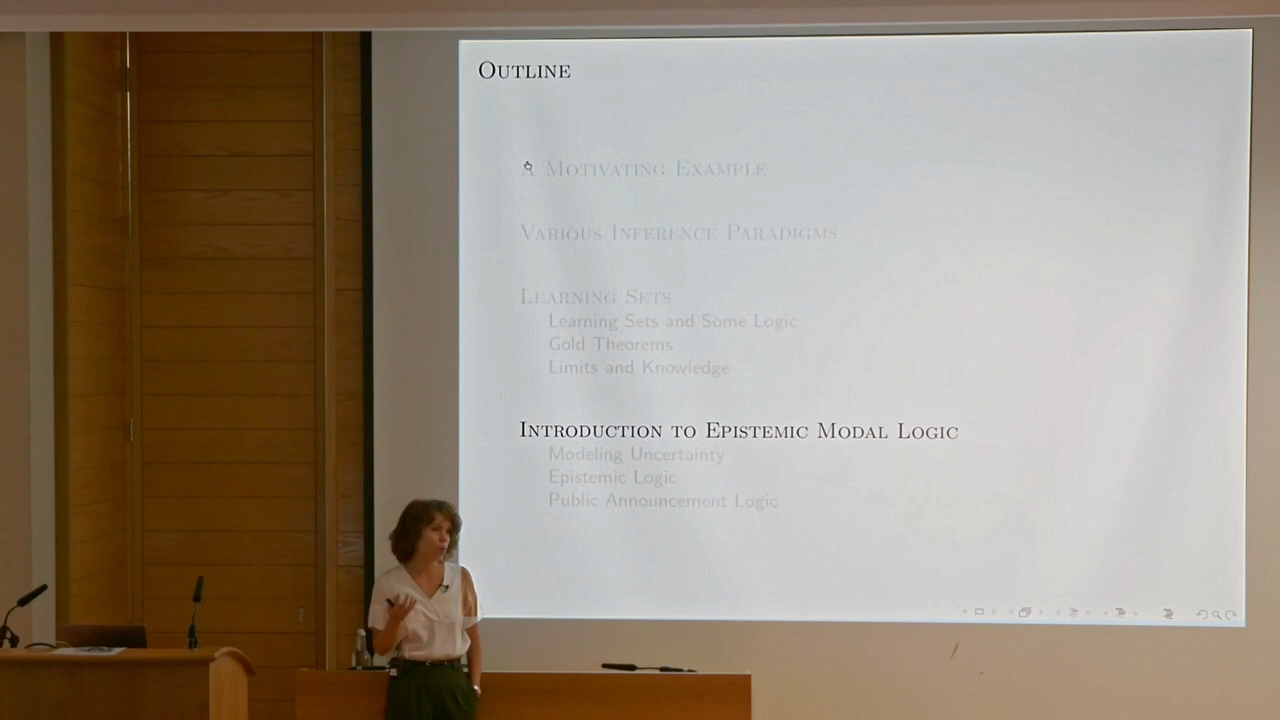 Outline
A Motivating Example
Various Inference Paradigms
Learning Sets
Learning Sets and Some Logic
Gold Theorems
Limits and Knowledge
Introduction to Epistemic Modal Logic
Modeling Uncertainty
Epistemic Logic
Public Announcement Logic